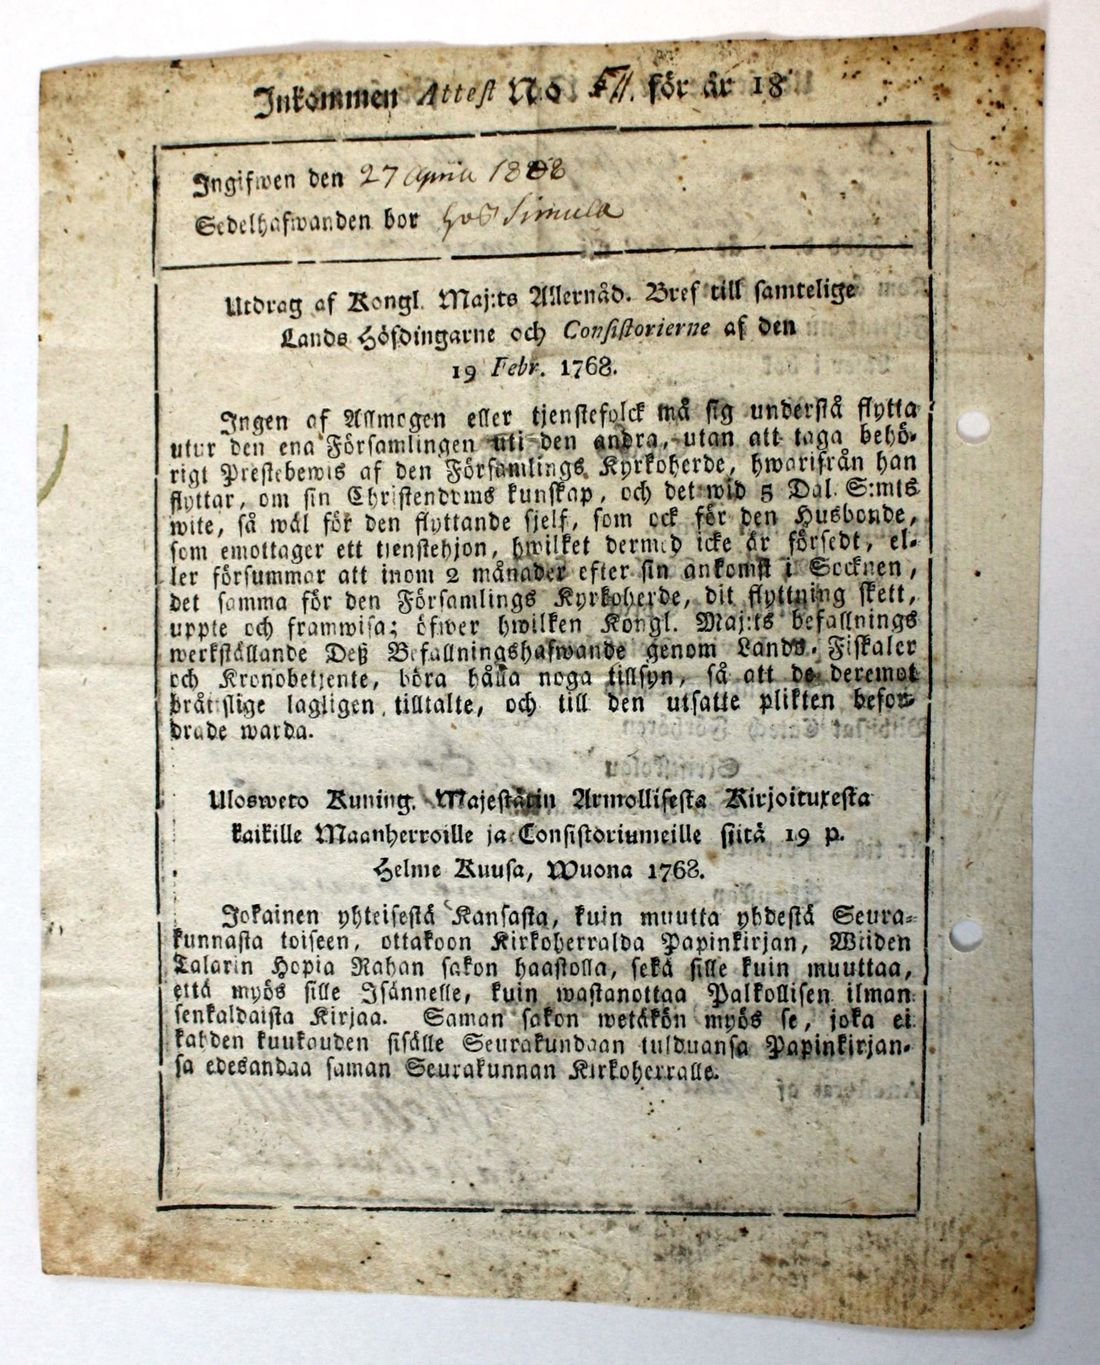 Inkommen Attest No för år 18
Ingifwen den 27 April 18
Sedelhafwanden bor hos Simula
Utdrag af Kongl. Maj:ts Allernåd. Bref till samtelige
Lands Höfdingarne och Consistorierne af den
19 Febr. 1768.
Ingen af Allmogen eller tjenstefolck må sig understå flytta
utur den ena Församlingen uti den andra, utan att taga behö-
rigt Prestebewis af den Församlings Kyrkoherde, hwarifrån han
flyttar, om sin Christendoms kunskap, och det wid 5 Dal. S:mts
wite, så wäl för den flyttande sjelf, som ock för den Husbonde,
som emottager ett tienstehjon, hwilket dermed icke är försedt, el-
ler försummar att inom 2 månader efter sin ankomst i Socknen,
det samma för den Församlings Kyrkoherde, dit flyttning skett,
uppte och framwisa; öfwer hwilken Kongl. Maj:ts befallnings
werkställande Deß Befallningshafwande genom Lands-Fiskaler
och Kronobetjente, böra hålla noga tillsyn, så att de deremot
brätslige lagligen tilltalte, och till den utsatte plikten befor-
drade warda.
Ulosweto Kuning. Majestätin Armollisesta Kirjoituxesta
kaikille Maanherroille ja Consistoriumeille siitä 19 p.
Helme Kuusa, Wuona 1768.
Jokainen yhteisestä Kansasta, kuin muutta yhdestä Seura-
kunnasta toiseen, ottakoon Kirkoherralda Papinkirjan, Wiiden
Talarin Hopia Rahan sakon haastolla, sekä sille kuin muuttaa,
että myös sille Isännelle, kuin wastanottaa Palkollisen ilman
senkaldaista Kirjaa. Saman sakon wetäkön myös se, joka ei
kahden kuukauden sisälle Seurakundaan tulduansa Papinkirjan-
sa edesandaa saman Seurakunnan Kirkoherralle.